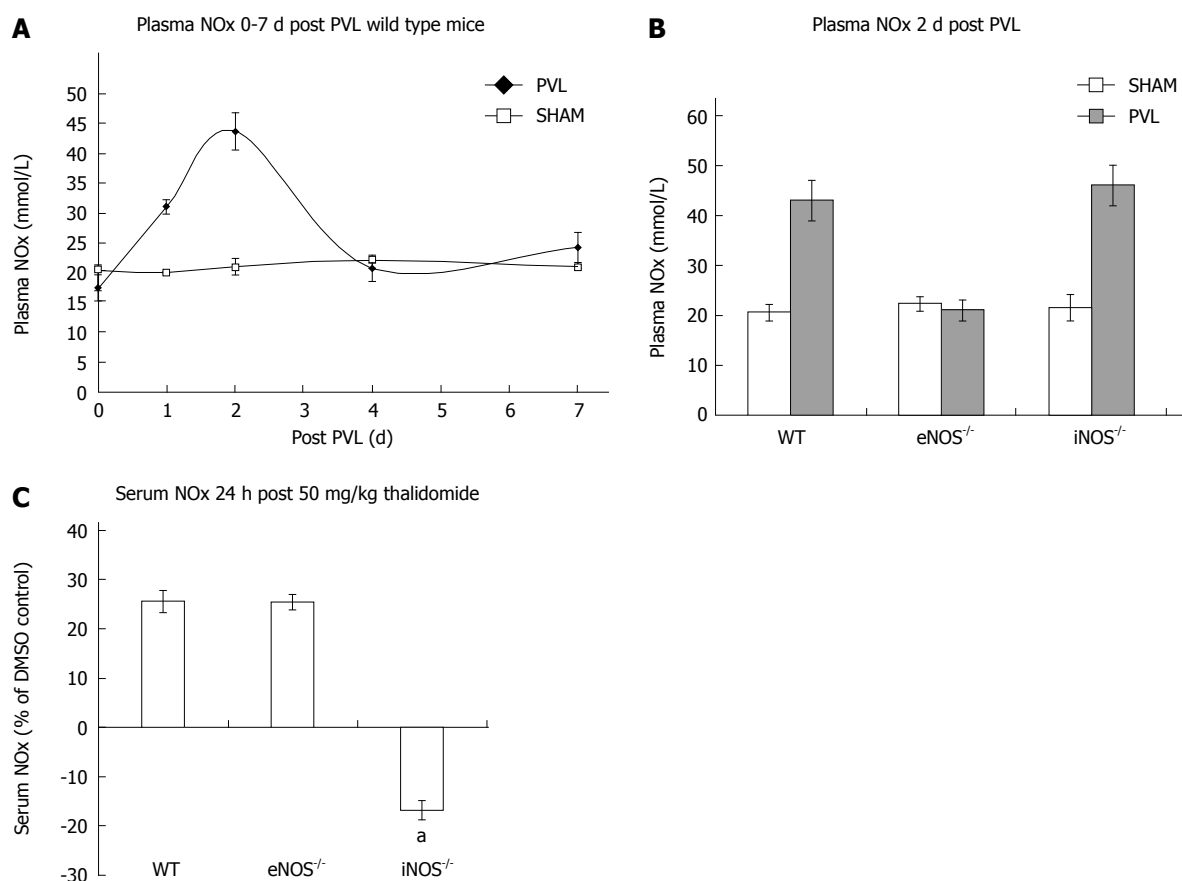 A
Plasma NOx 0-7 d post PVL wild type mice
PVL
SHAM
Plasma NOx (mmol/L)
50
45
40
35
30
25
20
15
10
5
0
0 1 2 4 5 6 7
Post PVL (d)
B
Plasma NOx 2 d post PVL
SHAM
PVL
Plasma NOx (mmol/L)
60
50
40
30
20
10
0
WT eNOS-/- iNOS-/-
C
Serum NOx 24 h post 50 mg/kg thalidomide
Serum NOx (% of DMSO control)
40
30
20
10
0
-10
-20
-30
a
WT eNOS-/- iNOS-/-